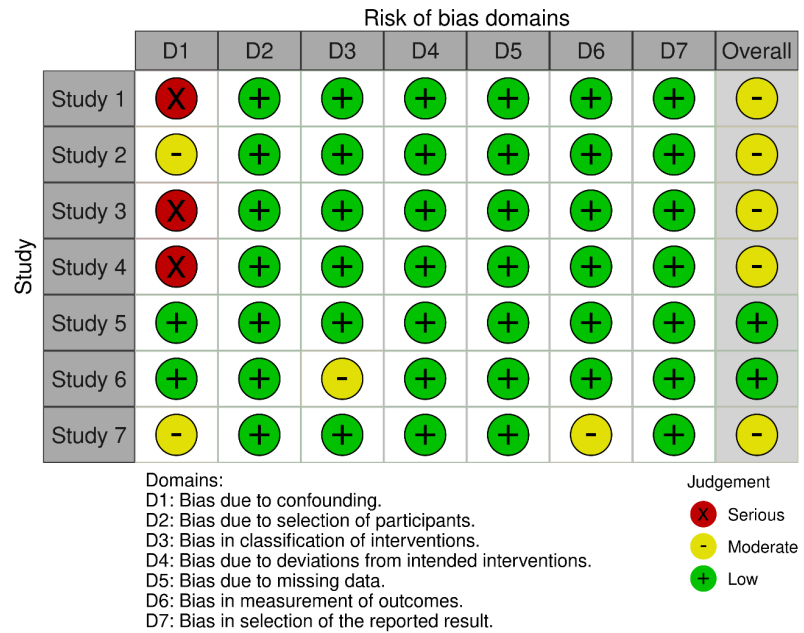 Risk of bias domains
D1 D2 D3 D4 D5 D6 D7 Overall
Study
Study 1 X + + + + + + -
Study 2 - + + + + + + -
Study 3 X + + + + + + -
Study 4 X + + + + + + -
Study 5 + + + + + + + +
Study 6 + + - + + + + +
Study 7 - + + + + - + -
Domains:
D1: Bias due to confounding.
D2: Bias due to selection of participants.
D3: Bias in classification of interventions.
D4: Bias due to deviations from intended interventions.
D5: Bias due to missing data.
D6: Bias in measurement of outcomes.
D7: Bias in selection of the reported result.
Judgement
X Serious
- Moderate
+ Low